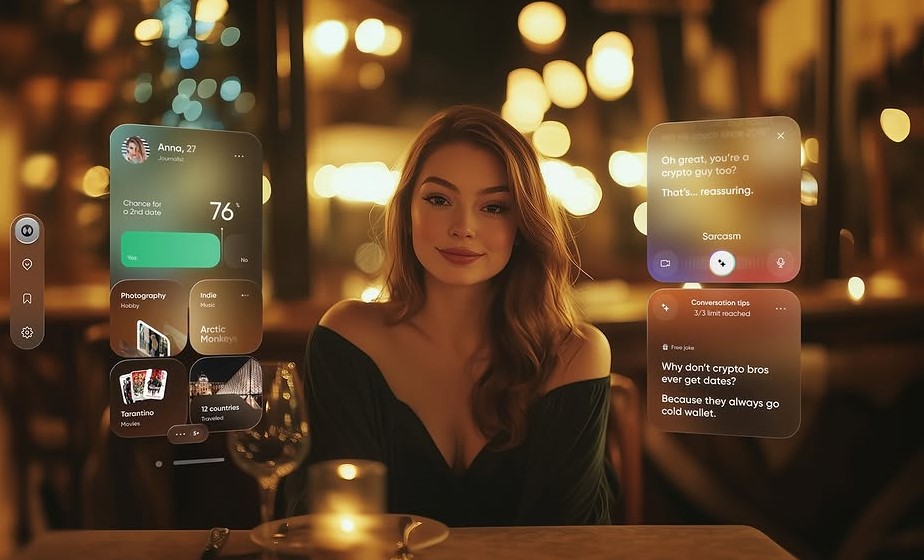 Anna, 27
Journalist
Chance for
a 2nd date
76%
Yes
No
Photography
Hobby
Indie
Music
Arctic
Monkeys
Tarantino
Movies
12 countries
Traveled
5+
Oh great, you're a
crypto guy too?
That's... reassuring.
Sarcasm
Conversation tips
3/3 limit reached
Free joke
Why don't crypto bros
ever get dates?
Because they always go
cold wallet.